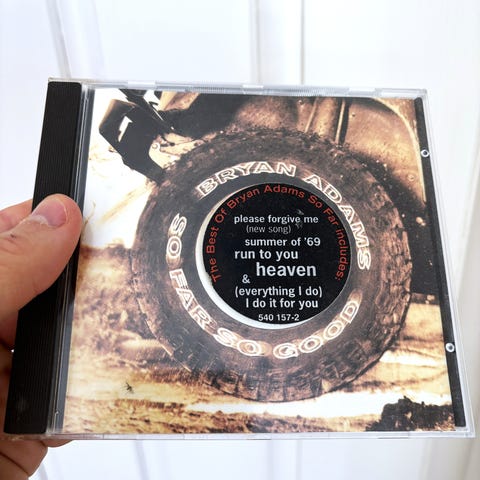 BRYAN ADAMS
SO FAR SO GOOD
The Best Of Bryan Adams So Far includes:
please forgive me
(new song)
summer of '69
run to you
heaven
&
(everything I do)
I do it for you
540 157-2